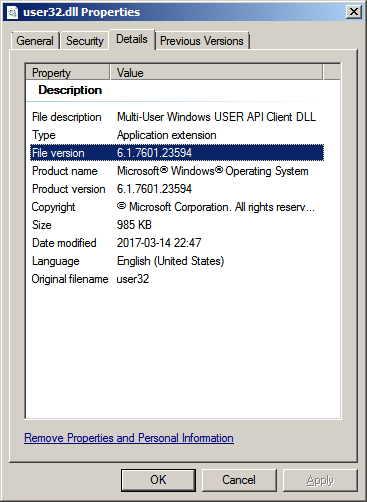 user32.dll Properties
General Security Details Previous Versions
Property Value
Description
File description Multi-User Windows USER API Client DLL
Type Application extension
File version 6.1.7601.23594
Product name Microsoft® Windows® Operating System
Product version 6.1.7601.23594
Copyright © Microsoft Corporation. All rights reserv...
Size 985 KB
Date modified 2017-03-14 22:47
Language English (United States)
Original filename user32
Remove Properties and Personal Information
OK Cancel Apply